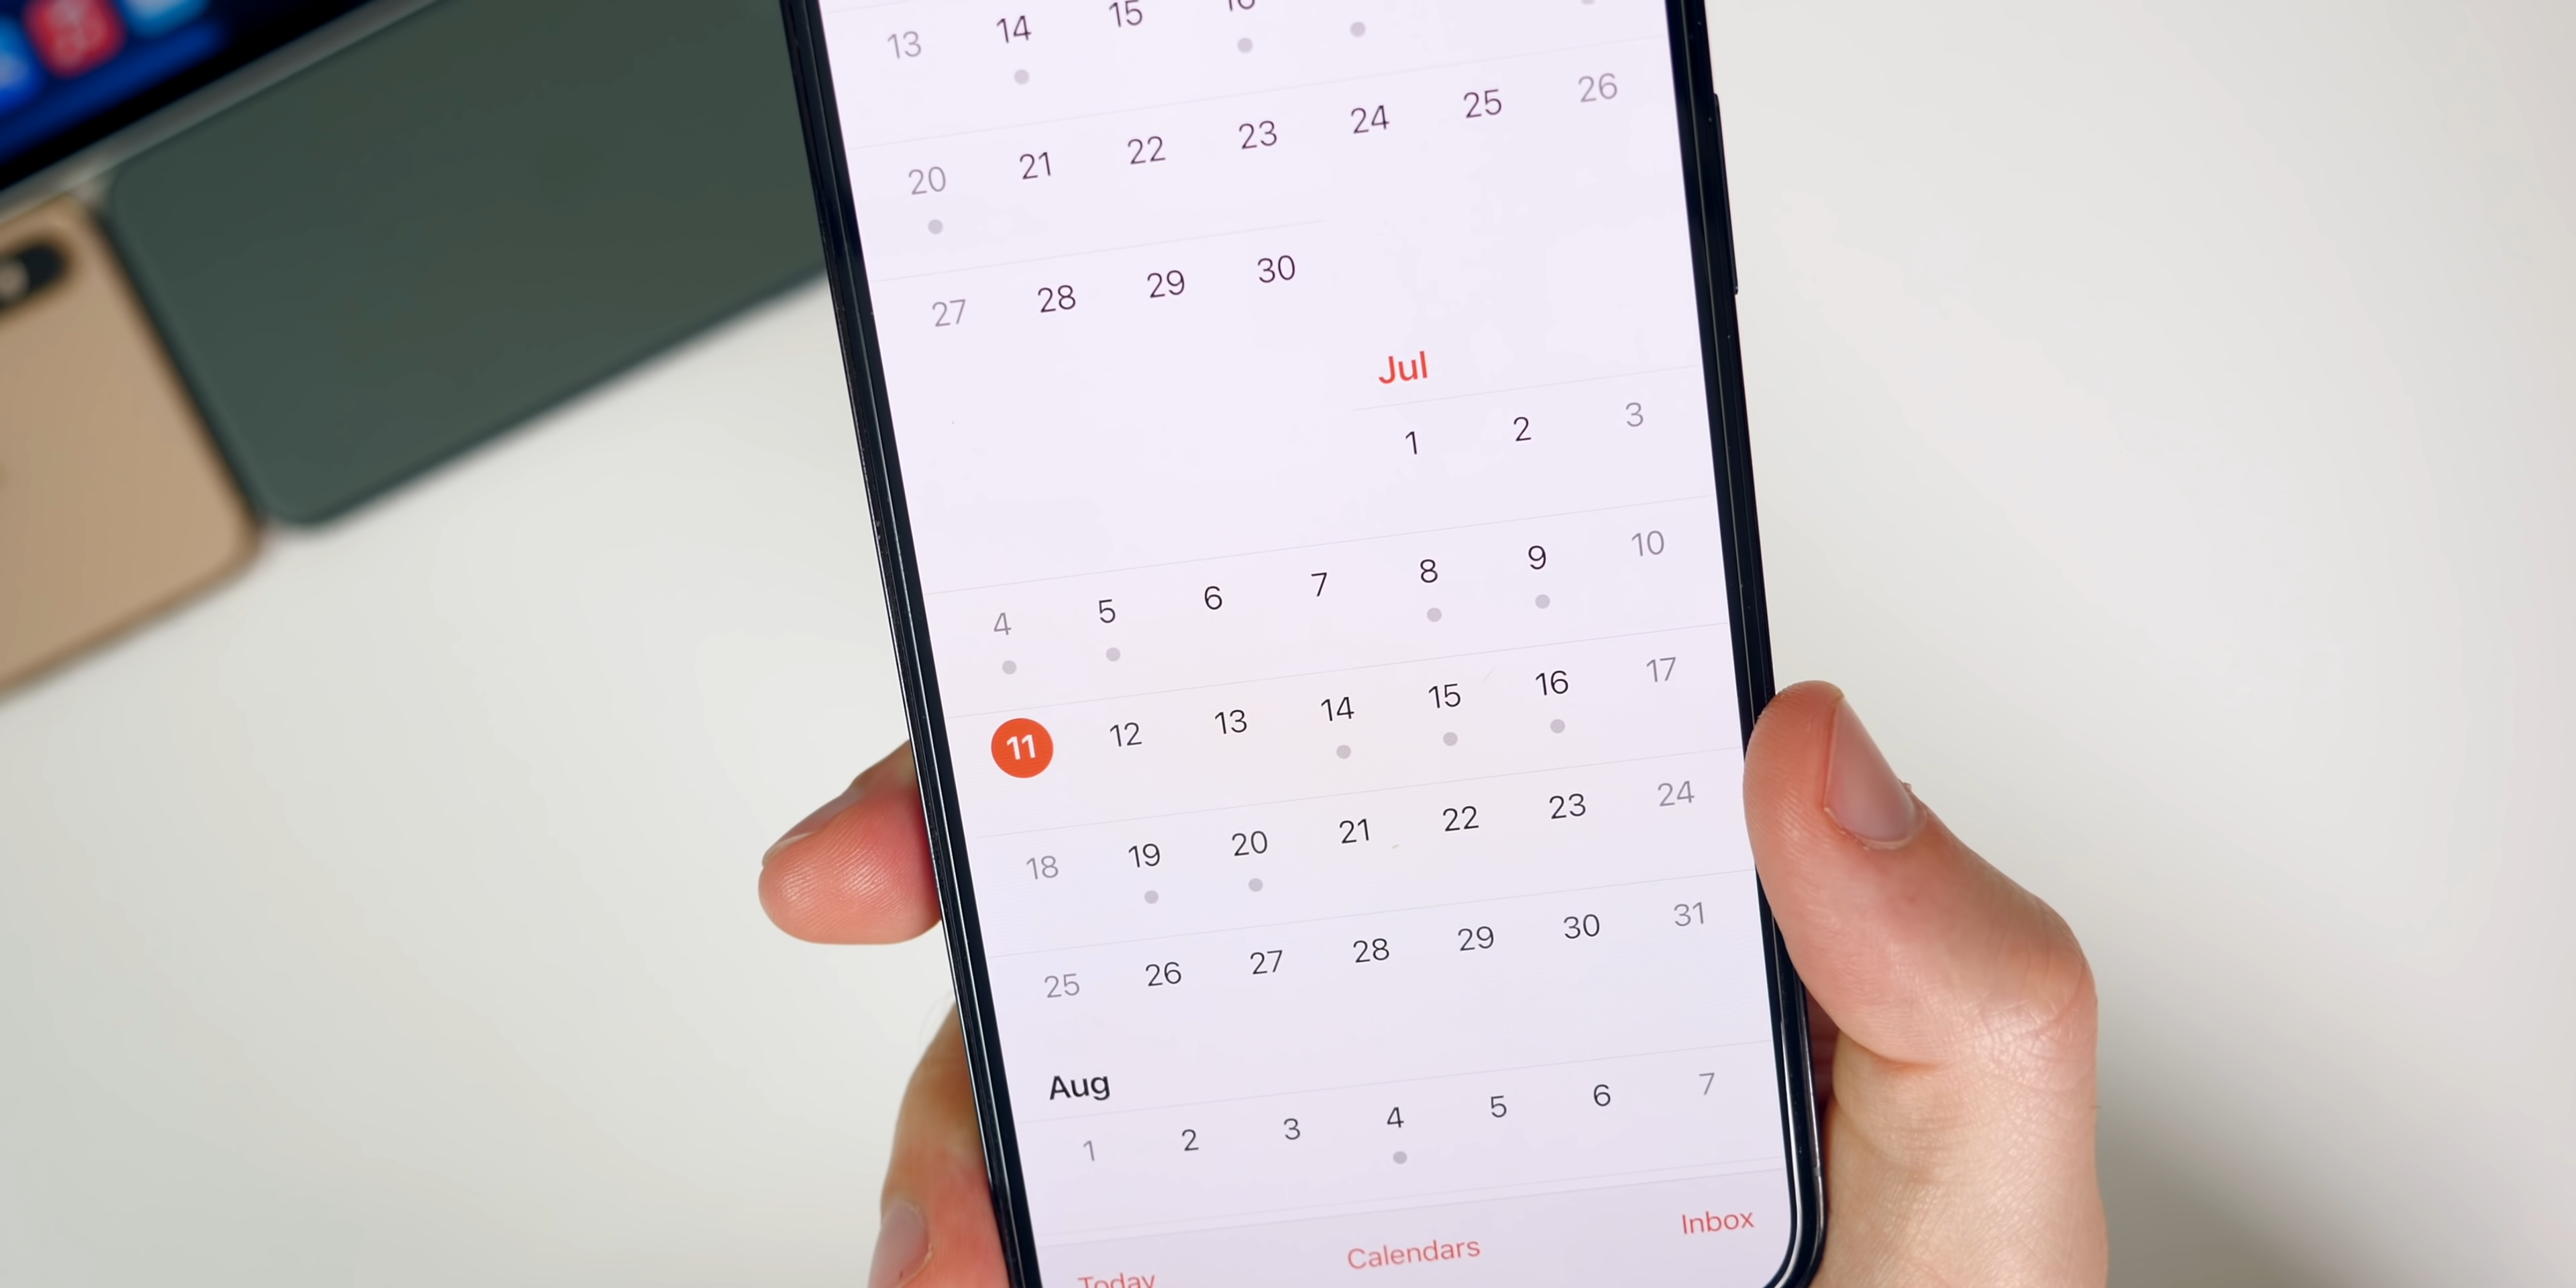 13 14 15
20 21 22 23 24 25 26
27 28 29 30
Jul
1 2 3
4 5 6 7 8 9 10
11 12 13 14 15 16 17
18 19 20 21 22 23 24
25 26 27 28 29 30 31
Aug
1 2 3 4 5 6 7
Today Calendars Inbox